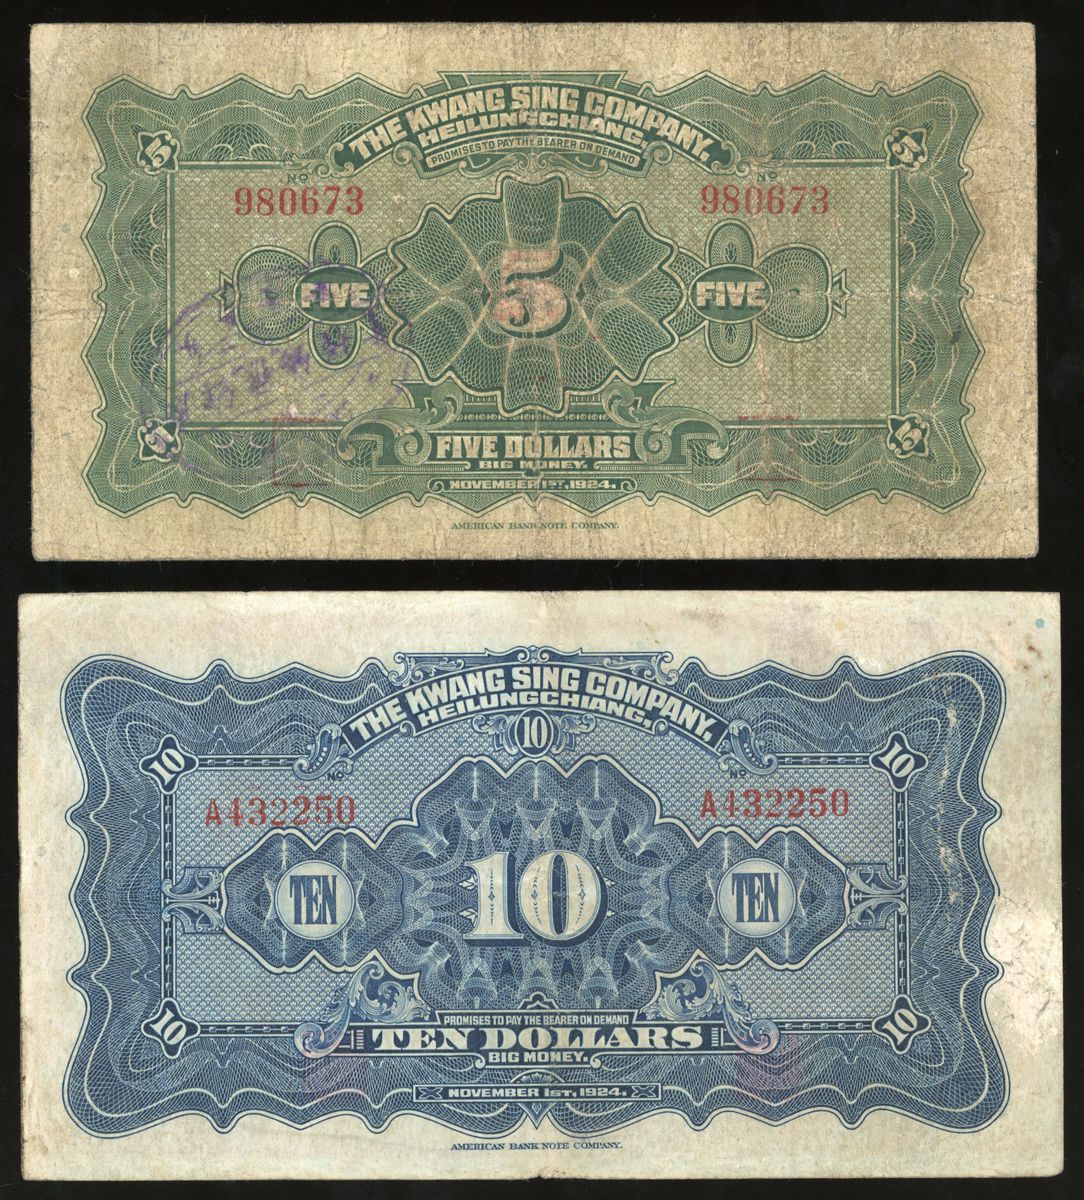 THE KWANG SING COMPANY.
HEILUNGCHIANG,
PROMISES TO PAY THE BEARER ON DEMAND
5 5
No No
980673 980673
FIVE 5 FIVE
5 5
FIVE DOLLARS
BIG MONEY.
NOVEMBER 1ST, 1924.
AMERICAN BANK NOTE COMPANY.
THE KWANG SING COMPANY.
HEILUNGCHIANG,
10
10 10
No No
A432250 A432250
TEN 10 TEN
PROMISES TO PAY THE BEARER ON DEMAND
10 10
TEN DOLLARS
BIG MONEY.
NOVEMBER 1ST, 1924.
AMERICAN BANK NOTE COMPANY.